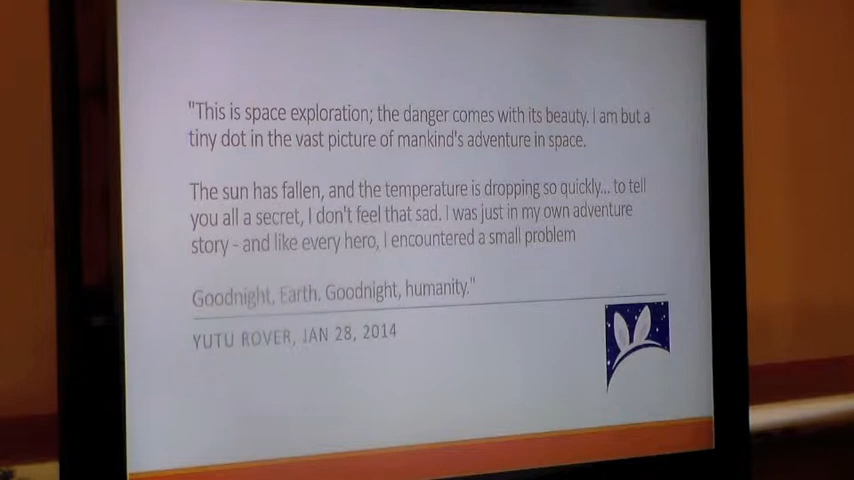 "This is space exploration; the danger comes with its beauty. I am but a
tiny dot in the vast picture of mankind's adventure in space.
The sun has fallen, and the temperature is dropping so quickly... to tell
you all a secret, I don't feel that sad. I was just in my own adventure
story - and like every hero, I encountered a small problem
Goodnight, Earth. Goodnight, humanity."
YUTU ROVER, JAN 28, 2014